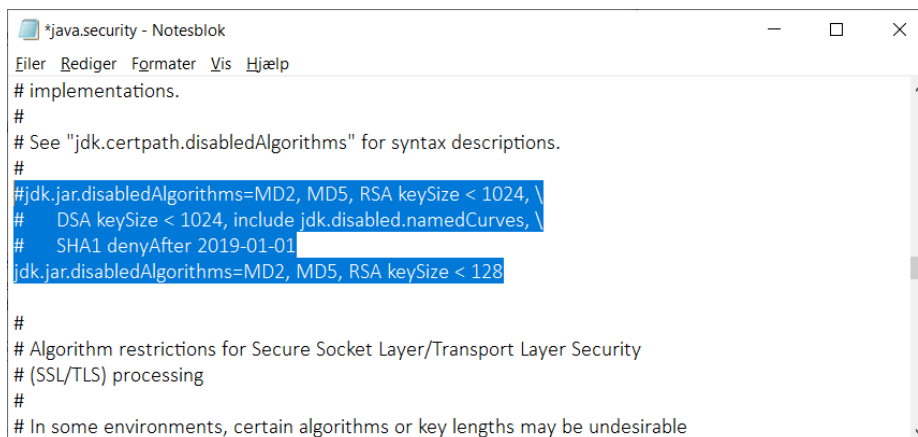 *java.security - Notesblok
Filer Rediger Formater Vis Hjælp
# implementations.
#
# See "jdk.certpath.disabledAlgorithms" for syntax descriptions.
#
#jdk.jar.disabledAlgorithms=MD2, MD5, RSA keySize < 1024, \
#      DSA keySize < 1024, include jdk.disabled.namedCurves, \
#      SHA1 denyAfter 2019-01-01
jdk.jar.disabledAlgorithms=MD2, MD5, RSA keySize < 128
#
# Algorithm restrictions for Secure Socket Layer/Transport Layer Security
# (SSL/TLS) processing
#
# In some environments, certain algorithms or key lengths may be undesirable